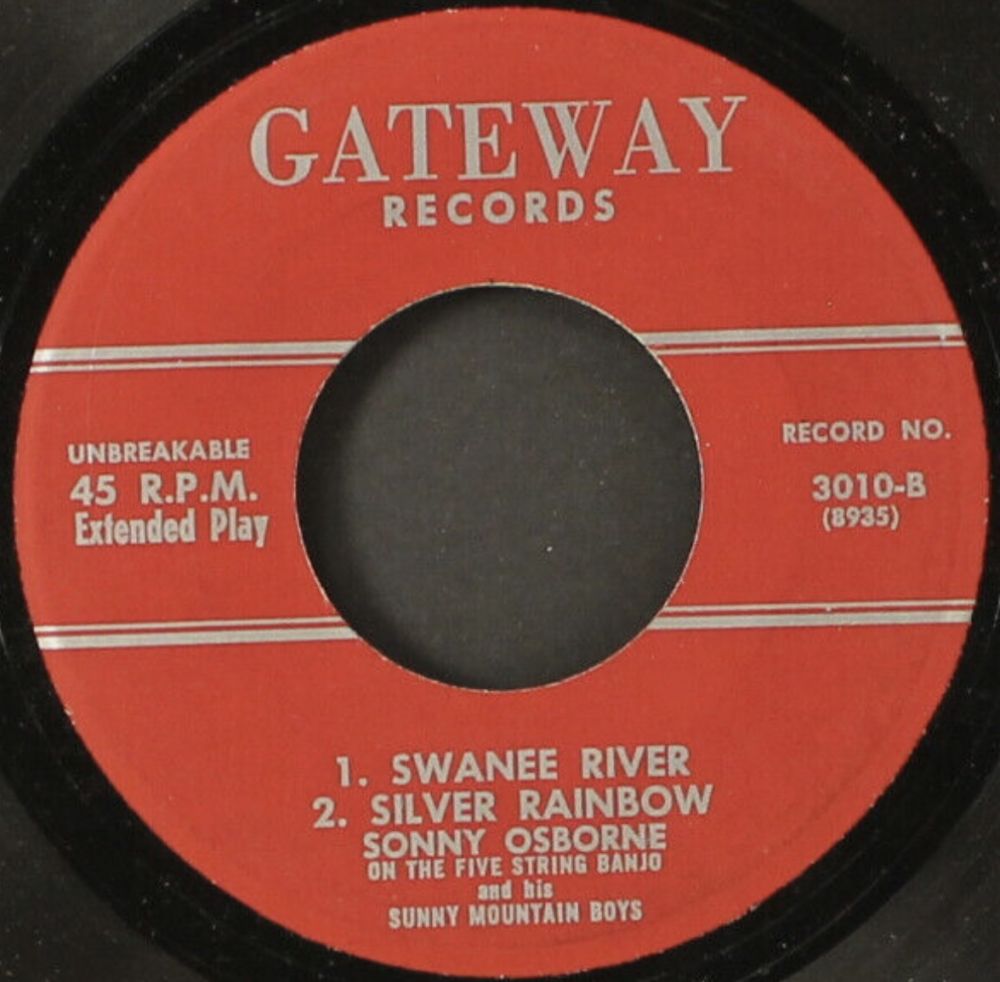 GATEWAY
RECORDS
UNBREAKABLE
45 R.P.M.
Extended Play
RECORD NO.
3010-B
(8935)
1. SWANEE RIVER
2. SILVER RAINBOW
SONNY OSBORNE
ON THE FIVE STRING BANJO
and his
SUNNY MOUNTAIN BOYS